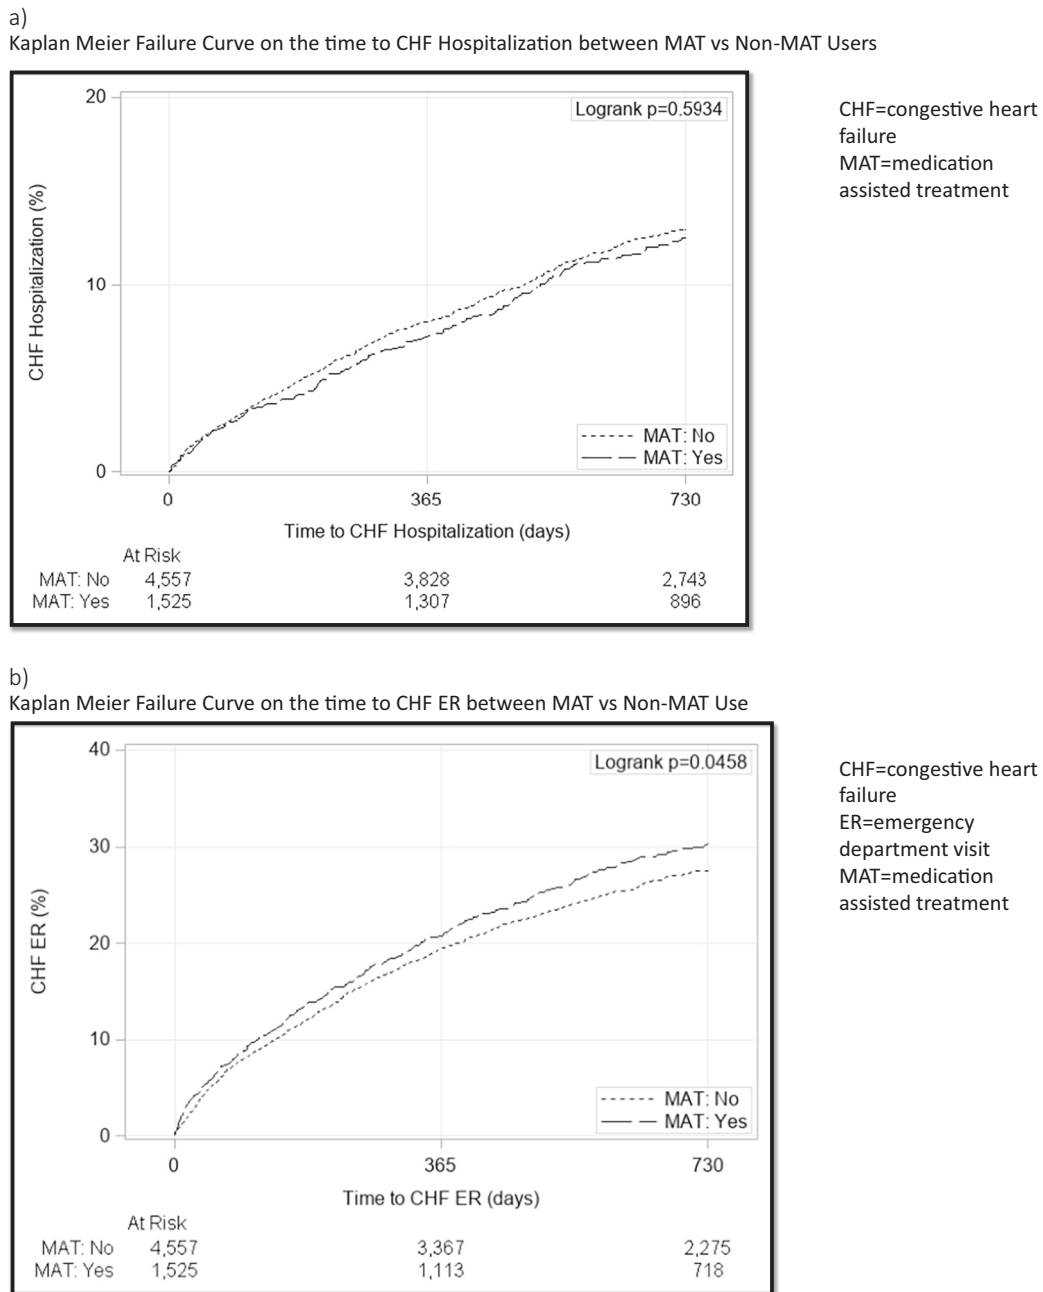 a)
Kaplan Meier Failure Curve on the time to CHF Hospitalization between MAT vs Non-MAT Users
20
Logrank p=0.5934
CHF Hospitalization (%)
10
0
MAT: No
MAT: Yes
0 365 730
Time to CHF Hospitalization (days)
At Risk
MAT: No 4,557 3,828 2,743
MAT: Yes 1,525 1,307 896
CHF=congestive heart
failure
MAT=medication
assisted treatment
b)
Kaplan Meier Failure Curve on the time to CHF ER between MAT vs Non-MAT Use
40
Logrank p=0.0458
30
CHF ER (%)
20
10
0
MAT: No
MAT: Yes
0 365 730
Time to CHF ER (days)
At Risk
MAT: No 4,557 3,367 2,275
MAT: Yes 1,525 1,113 718
CHF=congestive heart
failure
ER=emergency
department visit
MAT=medication
assisted treatment